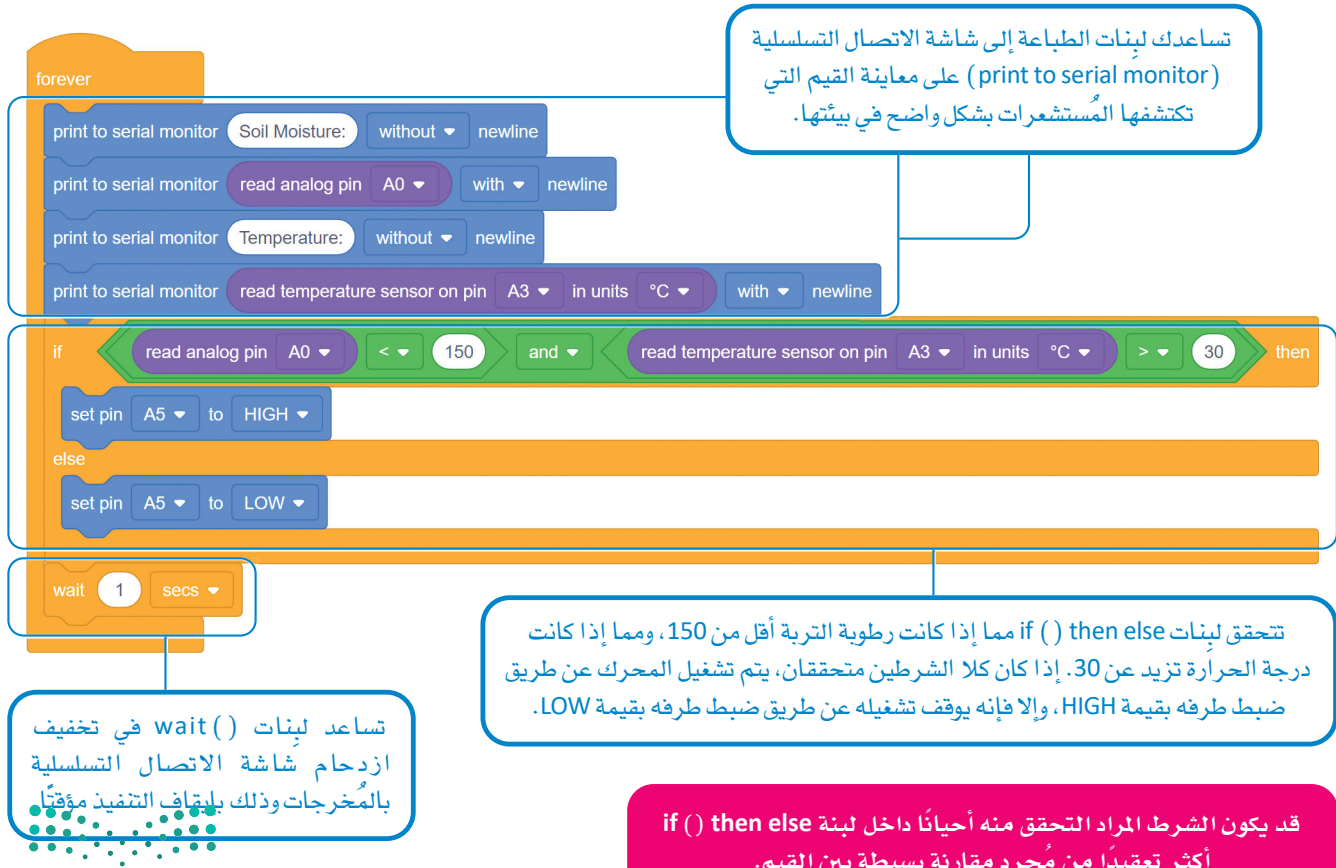 تساعدك لبِنات الطباعة إلى شاشة الاتصال التسلسلية
(print to serial monitor) على معاينة القيم التي
تكتشفها المُستشعرات بشكل واضح في بيئتها.
forever
print to serial monitor Soil Moisture: without newline
print to serial monitor read analog pin A0 with newline
print to serial monitor Temperature: without newline
print to serial monitor read temperature sensor on pin A3 in units °C with newline
if read analog pin A0 < 150 and read temperature sensor on pin A3 in units °C > 30 then
set pin A5 to HIGH
else
set pin A5 to LOW
wait 1 secs
تتحقق لبِنات if ( ) then else مما إذا كانت رطوبة التربة أقل من 150، ومما إذا كانت
درجة الحرارة تزيد عن 30. إذا كان كلا الشرطين متحققان، يتم تشغيل المحرك عن طريق
ضبط طرفه بقيمة HIGH، وإلا فإنه يوقف تشغيله عن طريق ضبط طرفه بقيمة LOW.
تساعد لبِنات wait ( ) في تخفيف
ازدحام شاشة الاتصال التسلسلية
بالمُخرجات وذلك بإيقاف التنفيذ مؤقتًا.
قد يكون الشرط المراد التحقق منه أحيانًا داخل لبنة if ( ) then else
أكثر تعقيدًا من مُجرد مقارنة بسيطة بين القيم.